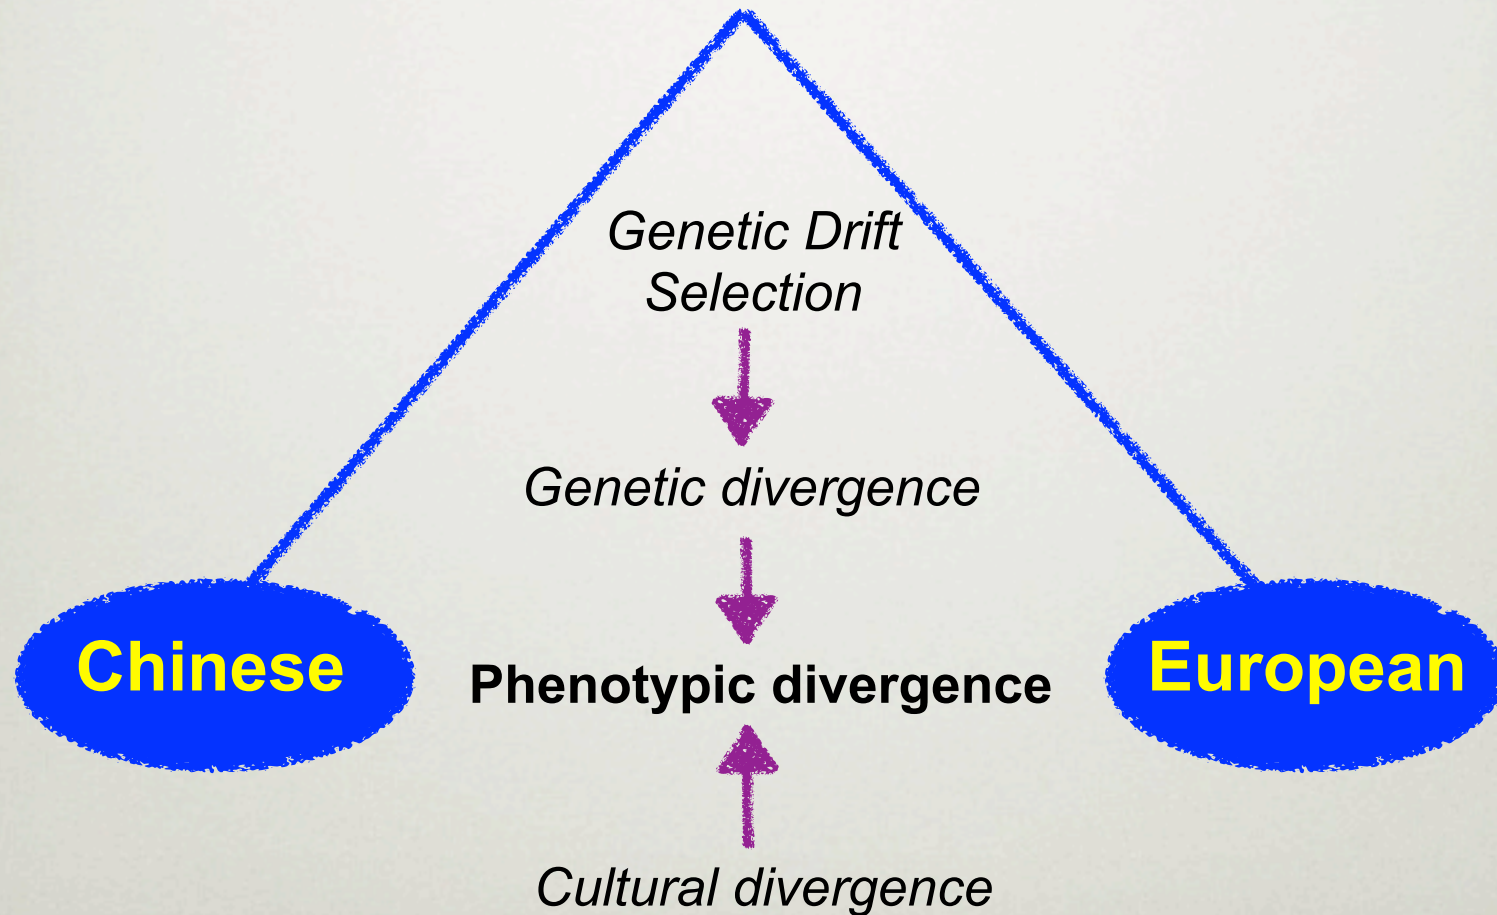 Genetic Drift
Selection
Genetic divergence
Chinese
Phenotypic divergence
European
Cultural divergence